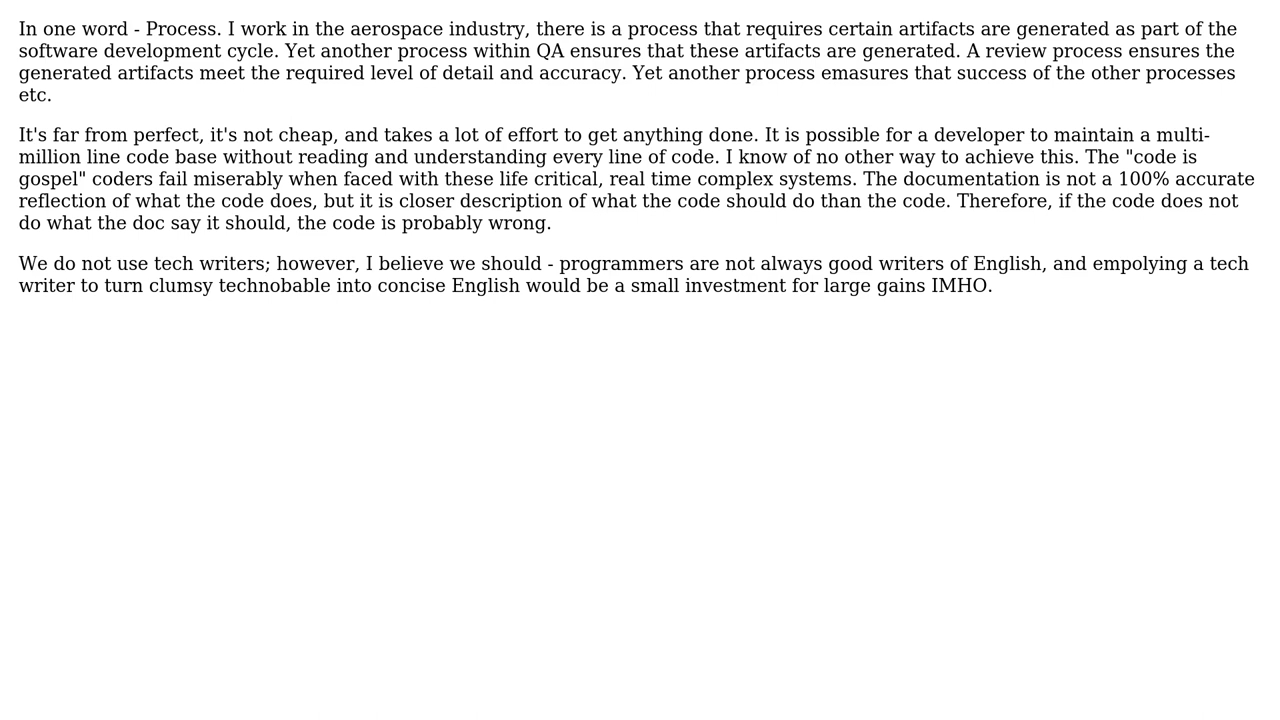 In one word - Process. I work in the aerospace industry, there is a process that requires certain artifacts are generated as part of the
software development cycle. Yet another process within QA ensures that these artifacts are generated. A review process ensures the
generated artifacts meet the required level of detail and accuracy. Yet another process emasures that success of the other processes
etc.
It's far from perfect, it's not cheap, and takes a lot of effort to get anything done. It is possible for a developer to maintain a multi-
million line code base without reading and understanding every line of code. I know of no other way to achieve this. The "code is
gospel" coders fail miserably when faced with these life critical, real time complex systems. The documentation is not a 100% accurate
reflection of what the code does, but it is closer description of what the code should do than the code. Therefore, if the code does not
do what the doc say it should, the code is probably wrong.
We do not use tech writers; however, I believe we should - programmers are not always good writers of English, and empolying a tech
writer to turn clumsy technobable into concise English would be a small investment for large gains IMHO.